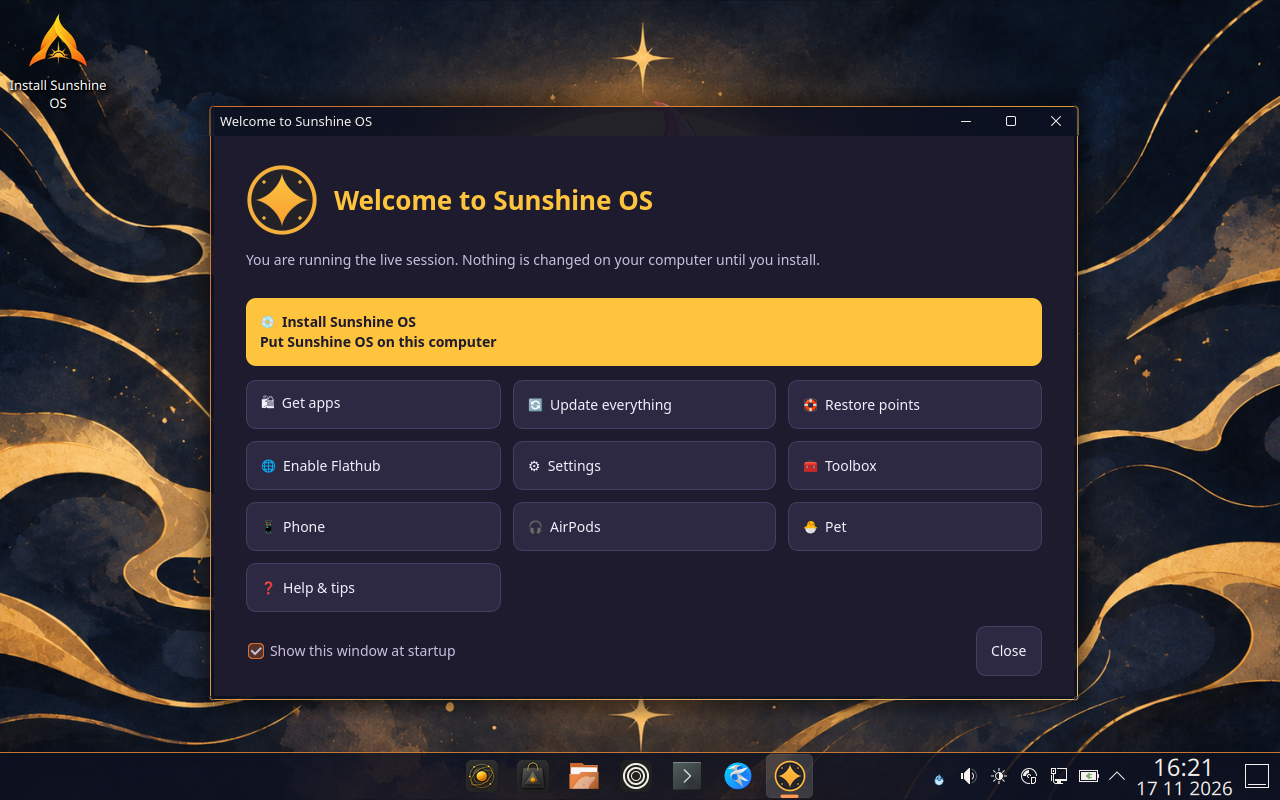 Install Sunshine
OS
Welcome to Sunshine OS
Welcome to Sunshine OS
You are running the live session. Nothing is changed on your computer until you install.
Install Sunshine OS
Put Sunshine OS on this computer
Get apps
Update everything
Restore points
Enable Flathub
Settings
Toolbox
Phone
AirPods
Pet
Help & tips
Show this window at startup
Close
16:21
17 11 2026